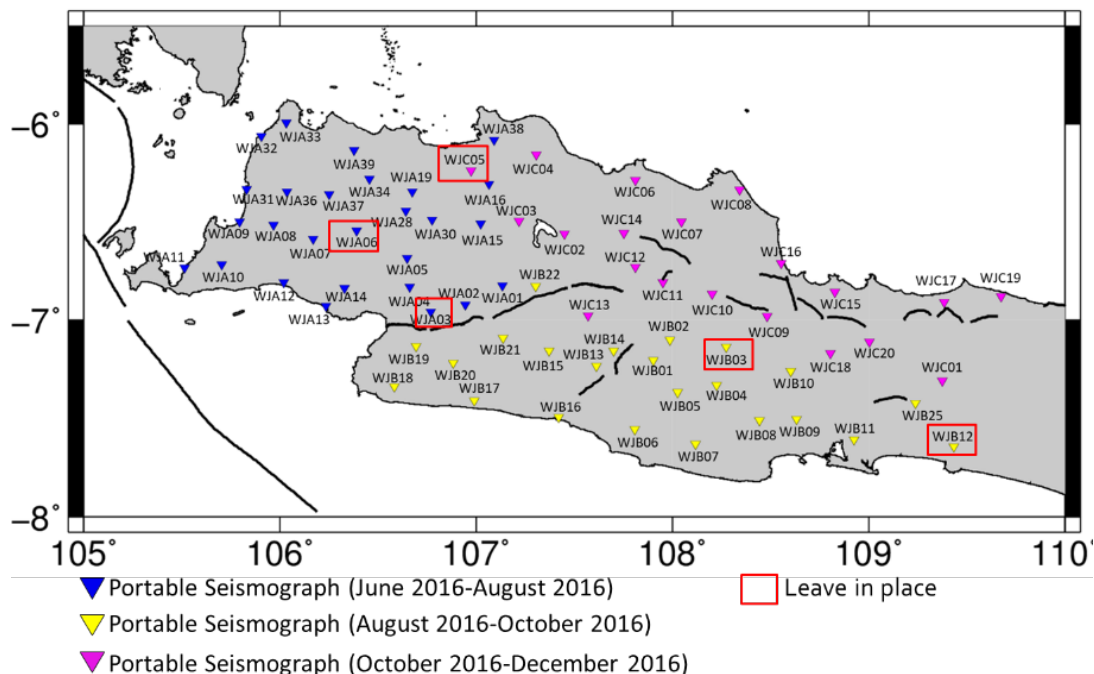 WJA38
WJA33
WJA32
WJA39
WJC05
WJC04
WJA19
WJA34
WJC06
WJA31
WJA36
WJA37
WJA16
WJC08
WJC03
WJC14
WJA28
WJA09
WJA08
WJA06
WJA30
WJA15
WJC07
WJC02
WJA07
WJC16
WJA11
WJC12
WJA05
WJA10
WJB22
WJC11
WJC17
WJC19
WJA12
WJA14
WJA04
WJA02
WJA01
WJC13
WJC10
WJC15
WJA13
WJA03
WJB02
WJC09
WJB14
WJB19
WJB21
WJB13
WJB15
WJB01
WJB03
WJC18
WJC20
WJB20
WJC01
WJB18
WJB17
WJB10
WJB16
WJB05
WJB04
WJB25
WJB06
WJB07
WJB08
WJB09
WJB11
WJB12
−6°
−7°
−8°
105° 106° 107° 108° 109° 110°
Portable Seismograph (June 2016-August 2016)
Leave in place
Portable Seismograph (August 2016-October 2016)
Portable Seismograph (October 2016-December 2016)